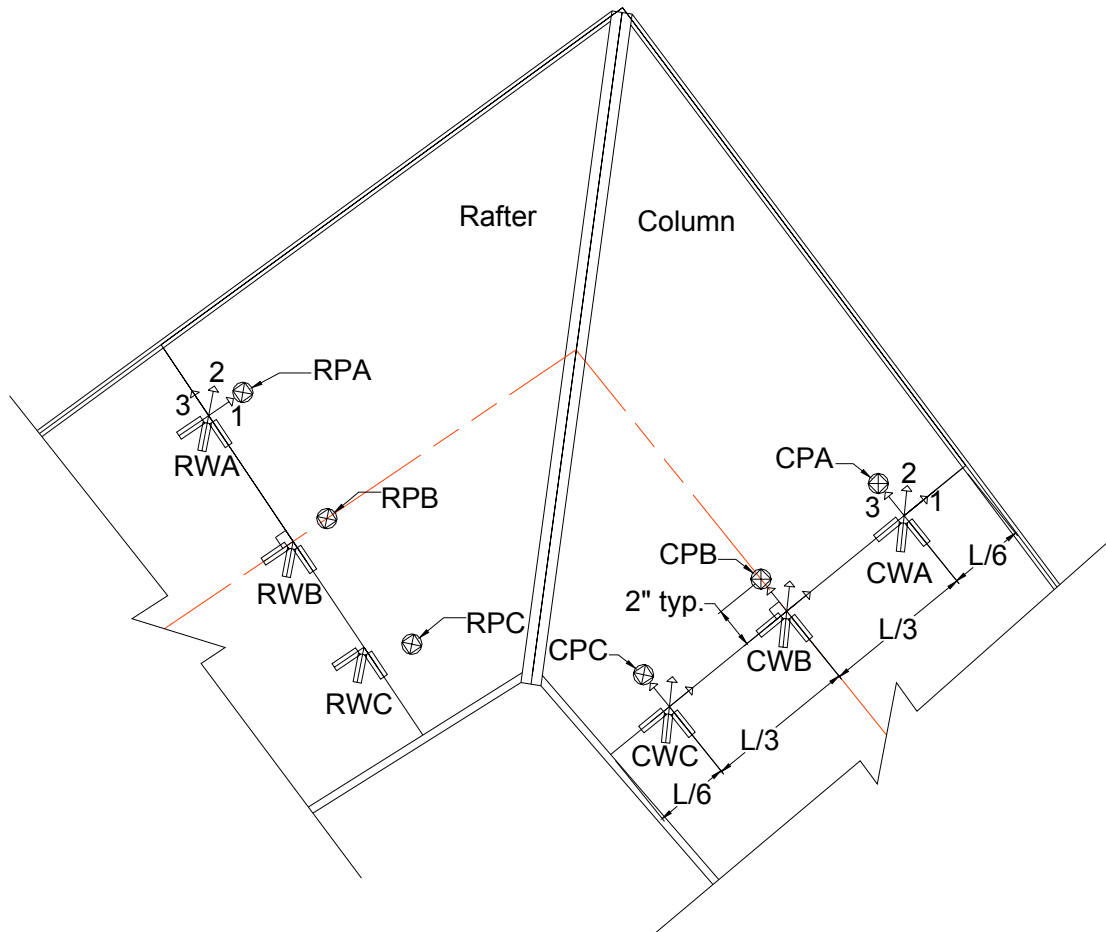 Rafter
Column
RPA
2
3
1
RWA
RPB
RWB
RPC
RWC
CPA
2
3
1
CWA
L/6
CPB
2" typ.
CWB
L/3
CPC
CWC
L/3
L/6